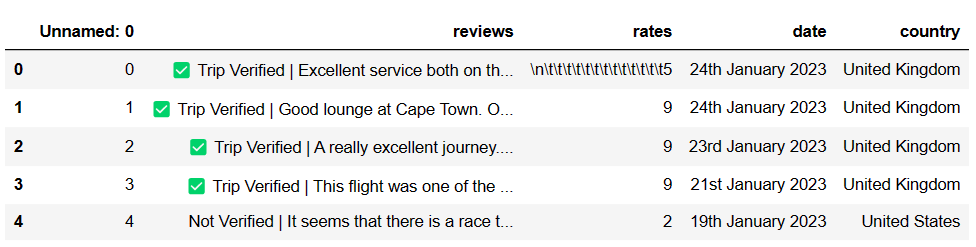 Unnamed: 0 reviews rates date country
0 0 ✅ Trip Verified | Excellent service both on th... \n\t\t\t\t\t\t\t\t\t\t\t\t\t5 24th January 2023 United Kingdom
1 1 ✅ Trip Verified | Good lounge at Cape Town. O... 9 24th January 2023 United Kingdom
2 2 ✅ Trip Verified | A really excellent journey.... 9 23rd January 2023 United Kingdom
3 3 ✅ Trip Verified | This flight was one of the ... 9 21st January 2023 United Kingdom
4 4 Not Verified | It seems that there is a race t... 2 19th January 2023 United States